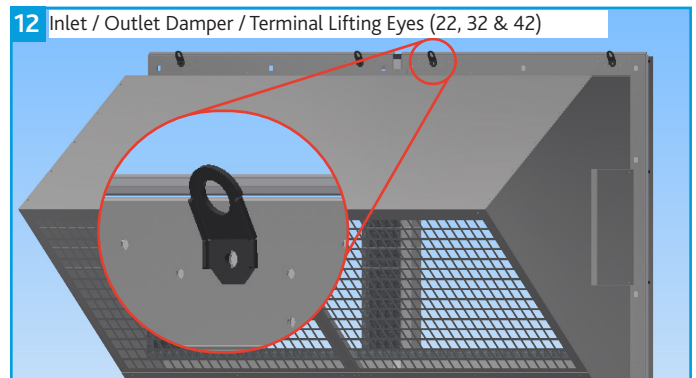 12 Inlet / Outlet Damper / Terminal Lifting Eyes (22, 32 & 42)